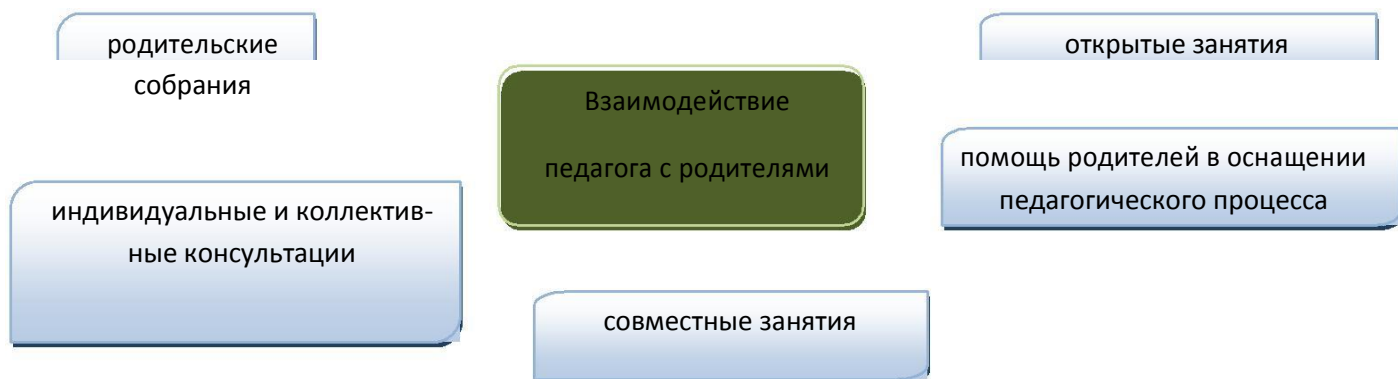 родительские
собрания
открытые занятия
Взаимодействие
педагога с родителями
помощь родителей в оснащении
педагогического процесса
индивидуальные и коллектив-
ные консультации
совместные занятия